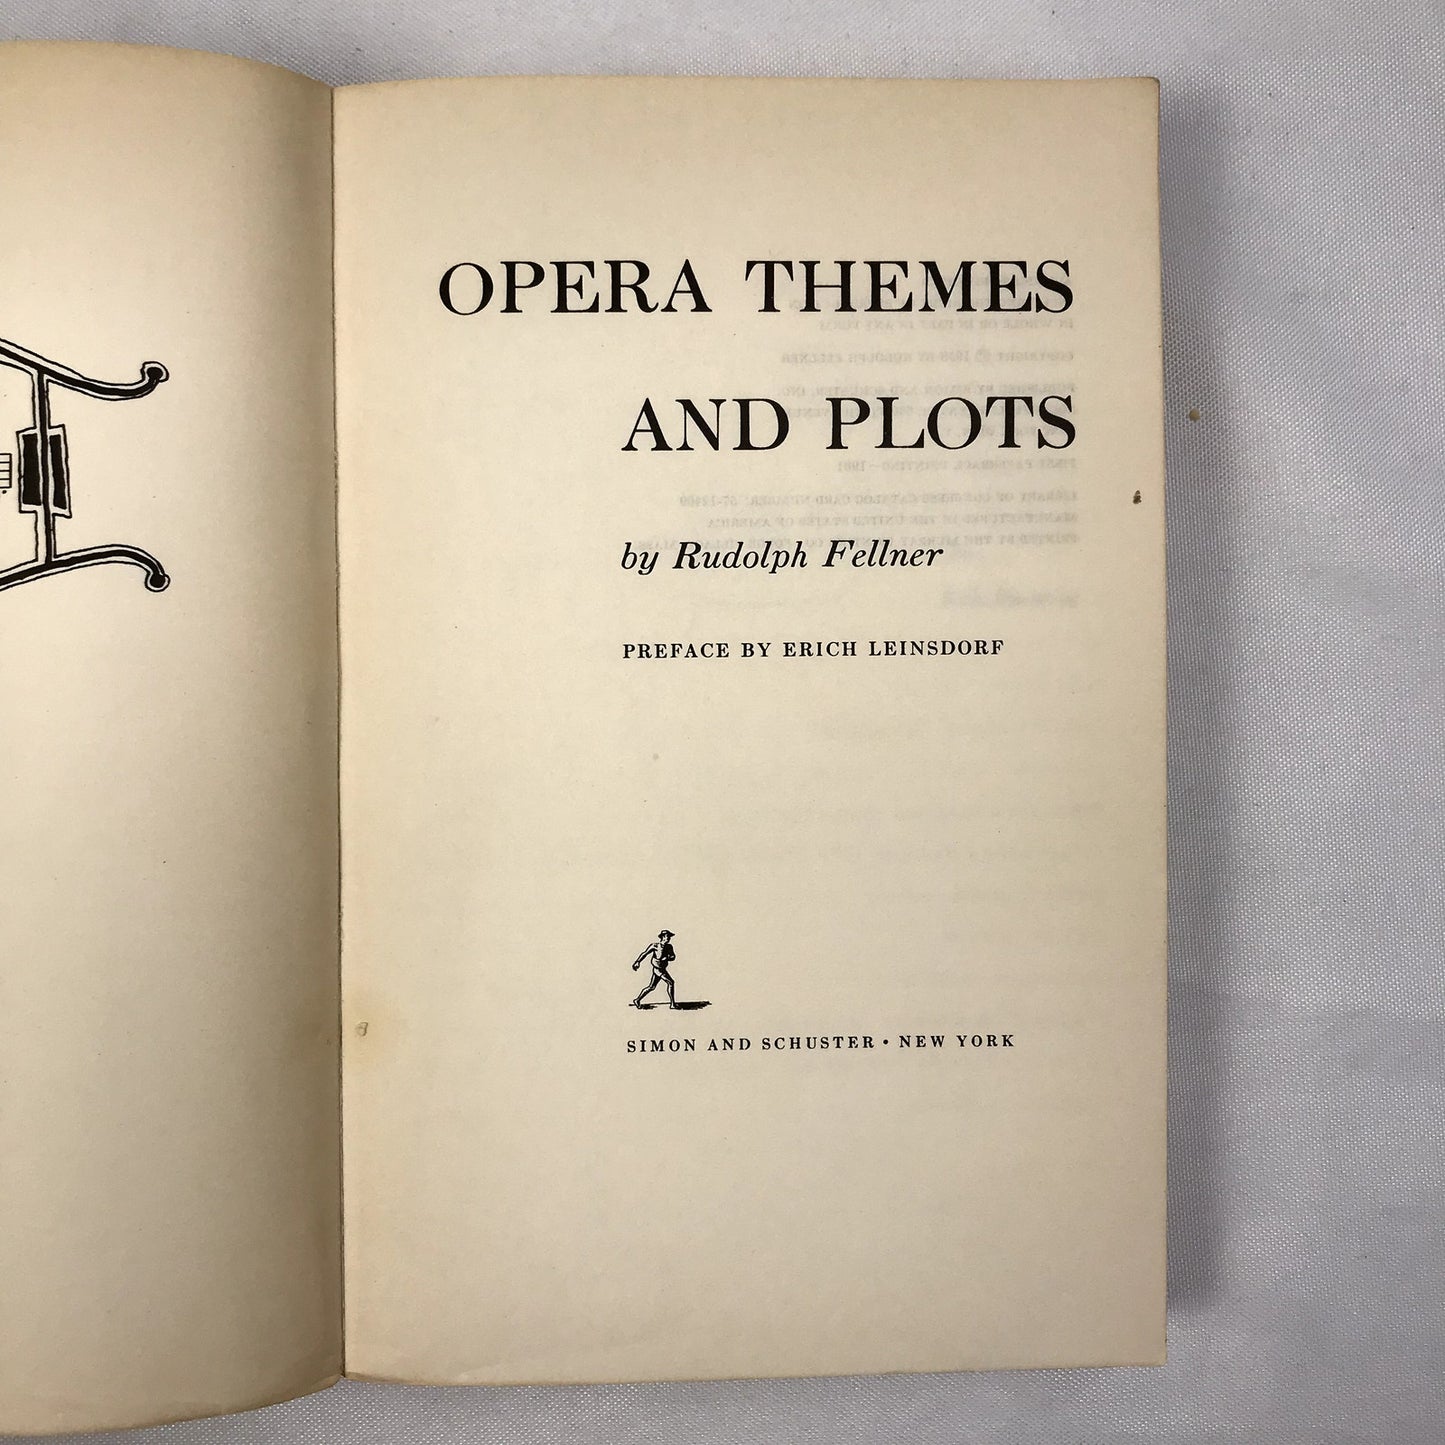 OPERA THEMES
AND PLOTS
by Rudolph Fellner
PREFACE BY ERICH LEINSDORF
SIMON AND SCHUSTER • NEW YORK